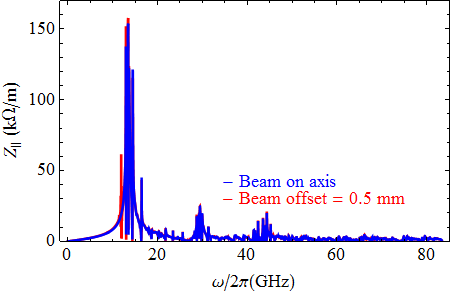 150
100
50
0
Z∥ (kΩ/m)
– Beam on axis
– Beam offset = 0.5 mm
0 20 40 60 80
ω/2π(GHz)